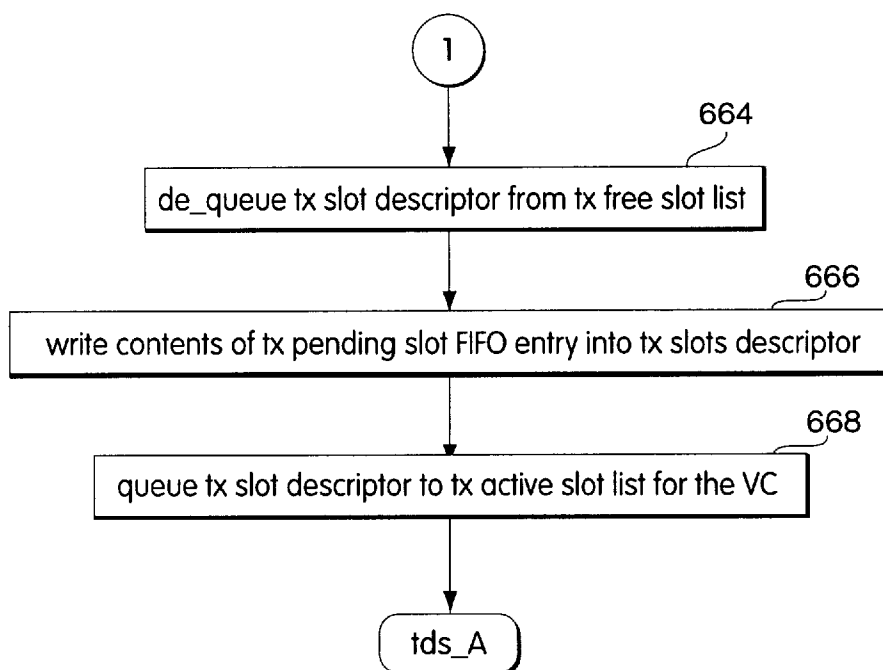 1
664
de_queue tx slot descriptor from tx free slot list
666
write contents of tx pending slot FIFO entry into tx slots descriptor
668
queue tx slot descriptor to tx active slot list for the VC
tds_A